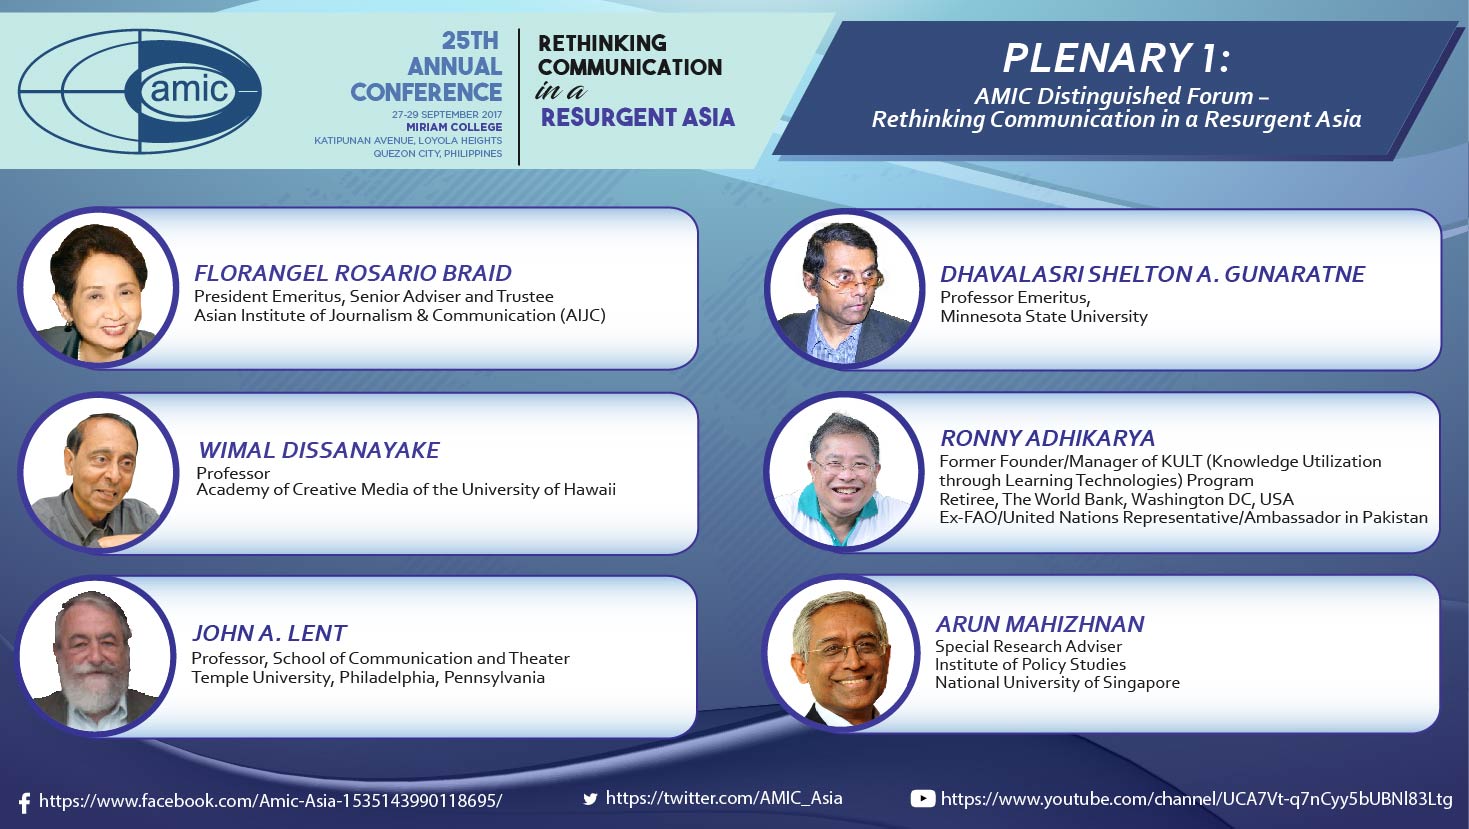 amic
25TH
ANNUAL
CONFERENCE
27-29 SEPTEMBER 2017
MIRIAM COLLEGE
KATIPUNAN AVENUE, LOYOLA HEIGHTS
QUEZON CITY, PHILIPPINES
RETHINKING
COMMUNICATION
in a
RESURGENT ASIA
PLENARY 1:
AMIC Distinguished Forum –
Rethinking Communication in a Resurgent Asia
FLORANGEL ROSARIO BRAID
President Emeritus, Senior Adviser and Trustee
Asian Institute of Journalism & Communication (AIJC)
DHAVALASRI SHELTON A. GUNARATNE
Professor Emeritus,
Minnesota State University
WIMAL DISSANAYAKE
Professor
Academy of Creative Media of the University of Hawaii
RONNY ADHIKARYA
Former Founder/Manager of KULT (Knowledge Utilization
through Learning Technologies) Program
Retiree, The World Bank, Washington DC, USA
Ex-FAO/United Nations Representative/Ambassador in Pakistan
JOHN A. LENT
Professor, School of Communication and Theater
Temple University, Philadelphia, Pennsylvania
ARUN MAHIZHNAN
Special Research Adviser
Institute of Policy Studies
National University of Singapore
https://www.facebook.com/Amic-Asia-1535143990118695/
https://twitter.com/AMIC_Asia
https://www.youtube.com/channel/UCA7Vt-q7nCyy5bUBNl83Ltg